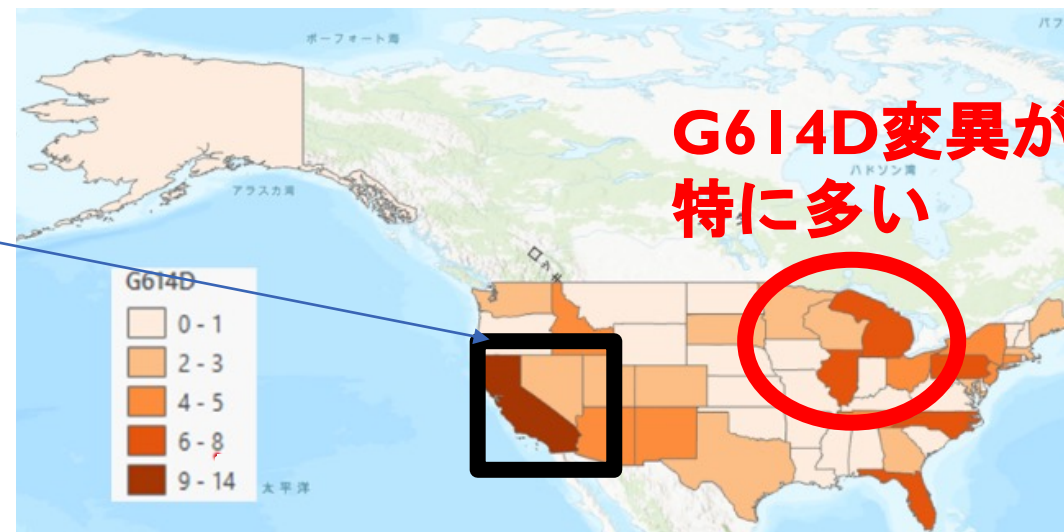 ボーフォート海
G614D変異が
特に多い
ハドソン湾
アラスカ湾
G614D
0 - 1
2 - 3
4 - 5
6 - 8
9 - 14
太平洋